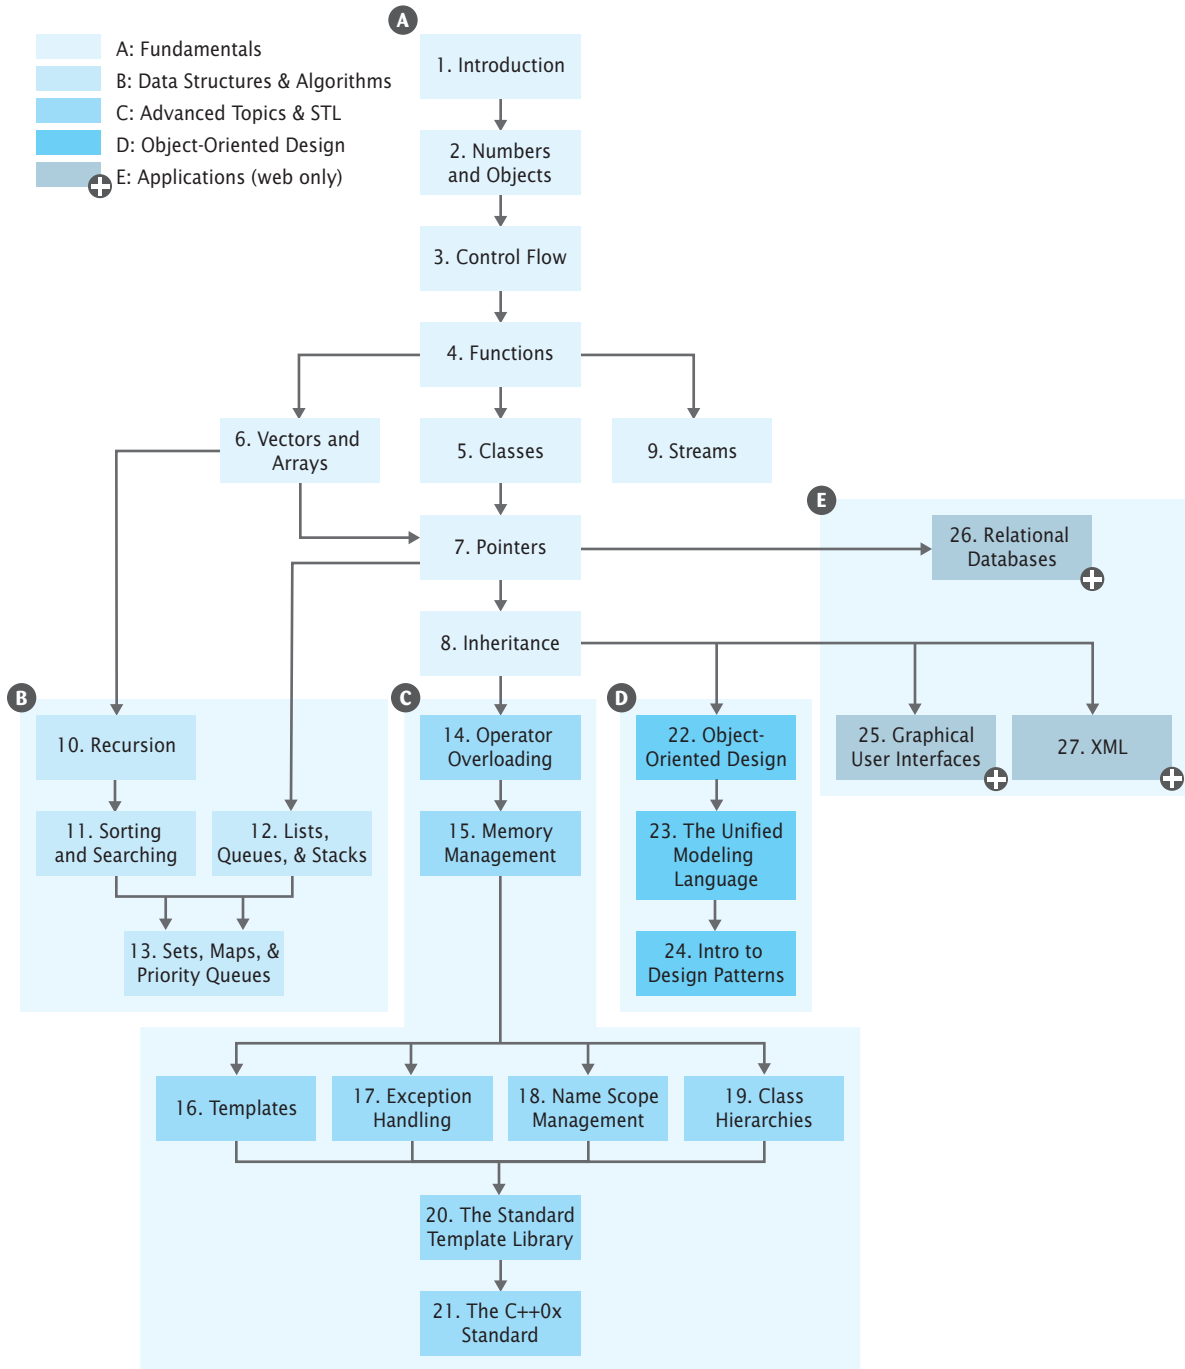 A: Fundamentals
B: Data Structures & Algorithms
C: Advanced Topics & STL
D: Object-Oriented Design
E: Applications (web only)
A
1. Introduction
2. Numbers
and Objects
3. Control Flow
4. Functions
6. Vectors and
Arrays
5. Classes
9. Streams
E
7. Pointers
26. Relational
Databases
8. Inheritance
B
C
D
10. Recursion
14. Operator
Overloading
22. Object-
Oriented Design
25. Graphical
User Interfaces
27. XML
11. Sorting
and Searching
12. Lists,
Queues, & Stacks
15. Memory
Management
23. The Unified
Modeling
Language
13. Sets, Maps, &
Priority Queues
24. Intro to
Design Patterns
16. Templates
17. Exception
Handling
18. Name Scope
Management
19. Class
Hierarchies
20. The Standard
Template Library
21. The C++0x
Standard